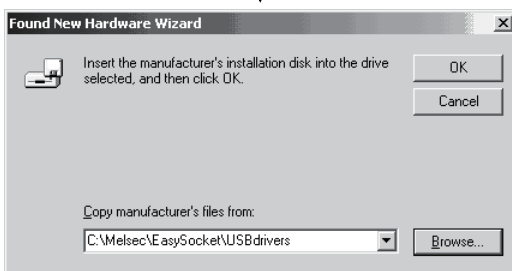 Found New Hardware Wizard
Insert the manufacturer's installation disk into the drive
selected, and then click OK.
OK
Cancel
Copy manufacturer's files from:
C:\Melsec\EasySocket\USBdrivers
Browse...